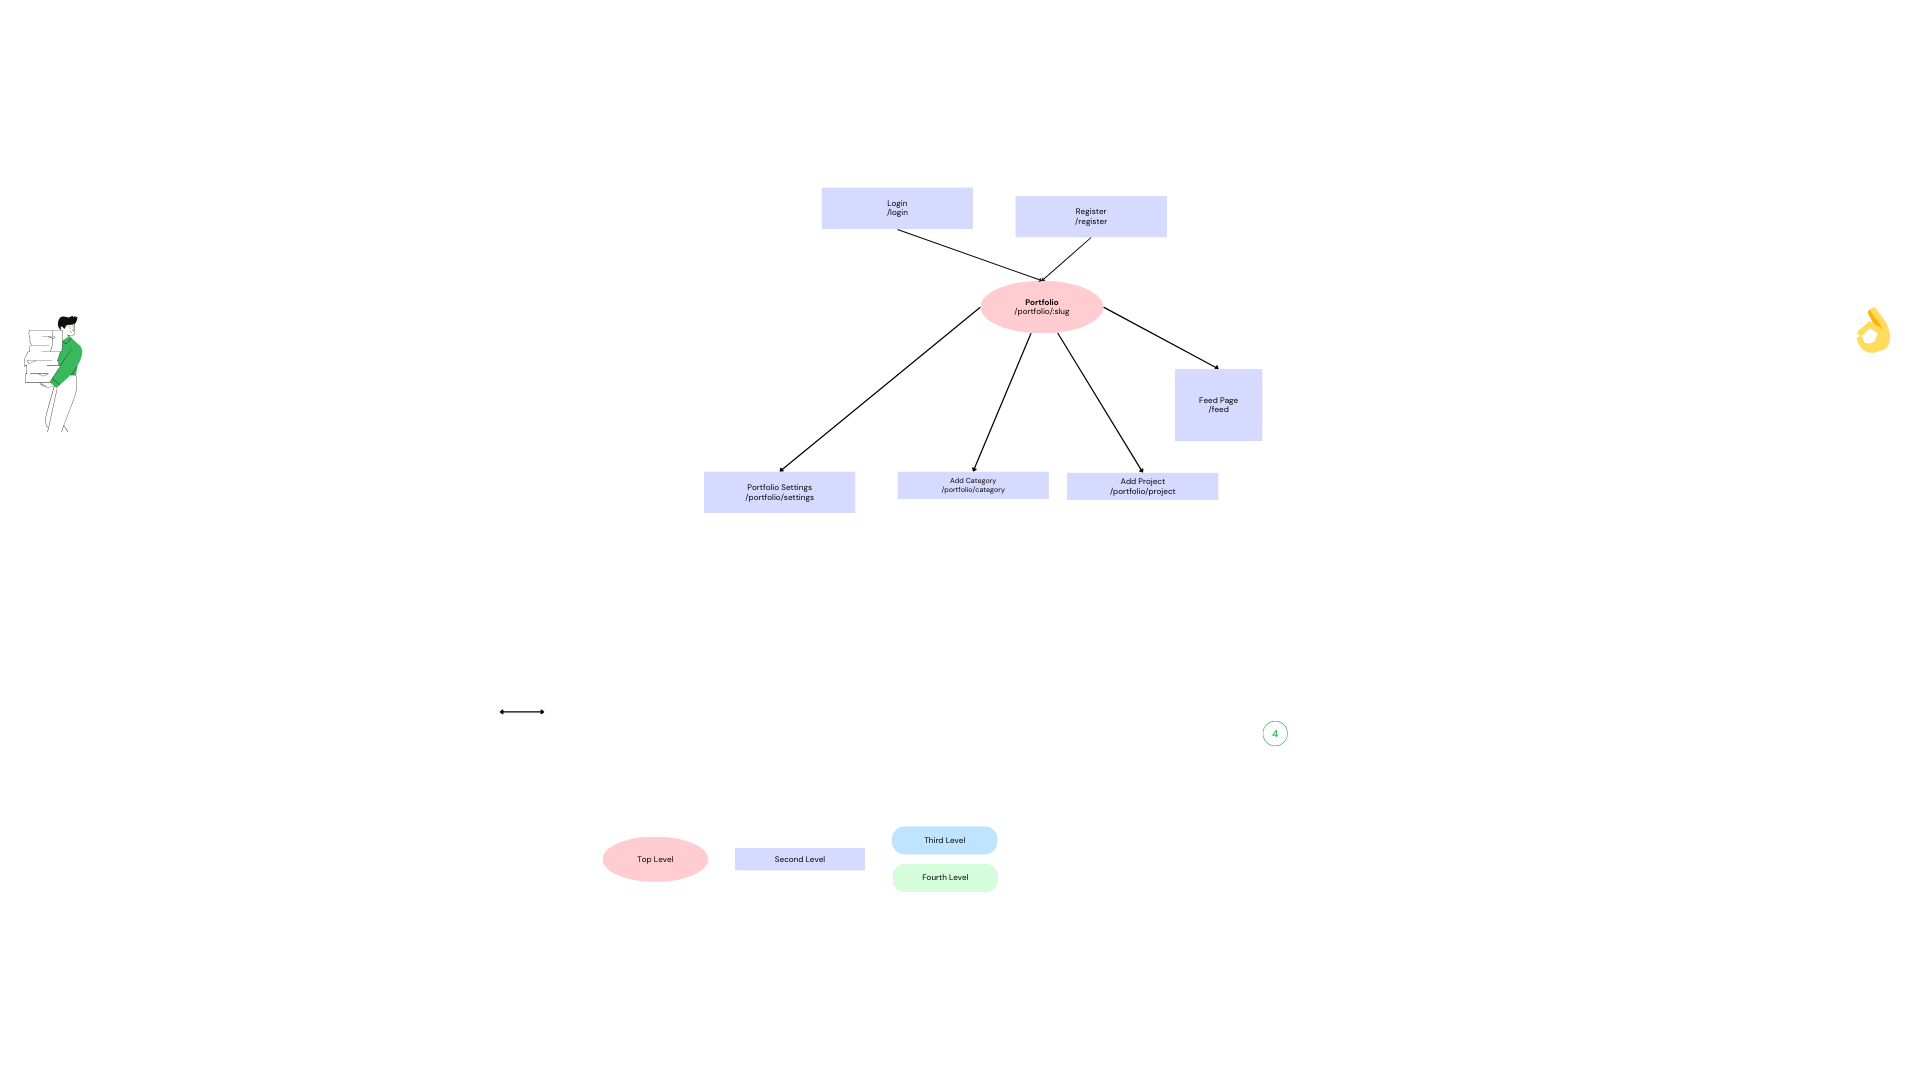 Login
/login
Register
/register
Portfolio
/portfolio/:slug
Feed Page
/feed
Portfolio Settings
/portfolio/settings
Add Category
/portfolio/category
Add Project
/portfolio/project
4
Top Level
Second Level
Third Level
Fourth Level